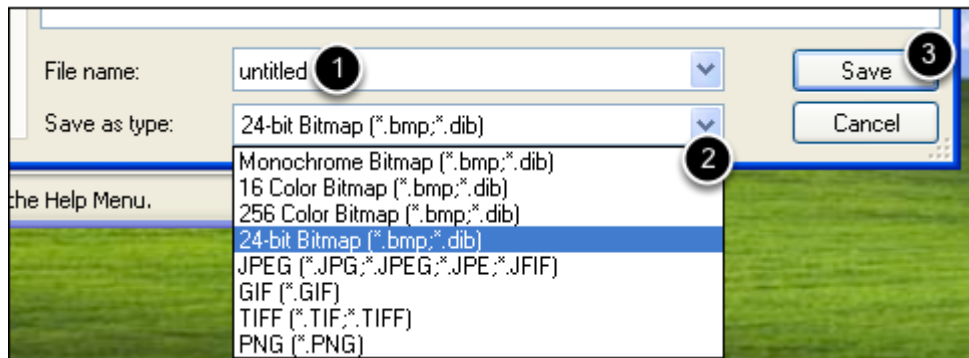 File name: untitled 1 Save 3
Save as type: 24-bit Bitmap (*.bmp;*.dib) Cancel
2
Monochrome Bitmap (*.bmp;*.dib)
16 Color Bitmap (*.bmp;*.dib)
the Help Menu.
256 Color Bitmap (*.bmp;*.dib)
24-bit Bitmap (*.bmp;*.dib)
JPEG (*.JPG;*.JPEG;*.JPE;*.JFIF)
GIF (*.GIF)
TIFF (*.TIF;*.TIFF)
PNG (*.PNG)